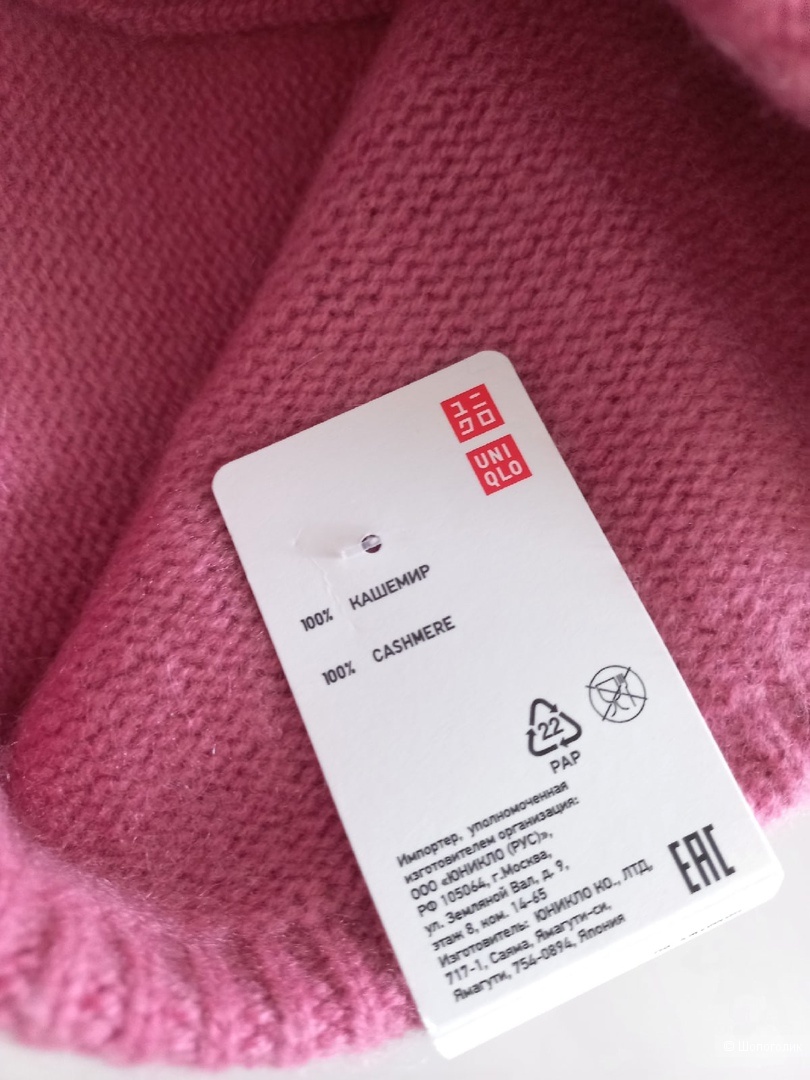 ユニ
クロ
UNI
QLO
100% КАШЕМИР
100% CASHMERE
22
PAP
Импортер, уполномоченная
изготовителем организация:
ООО «ЮНИКЛО (РУС)»,
РФ 105064, г.Москва,
ул. Земляной Вал, д. 9,
этаж 8, ком. 14-65
Изготовитель: ЮНИКЛО КО., ЛТД,
717-1, Саяма, Ямагути-си,
Ямагути, 754-0894, Япония
EAC